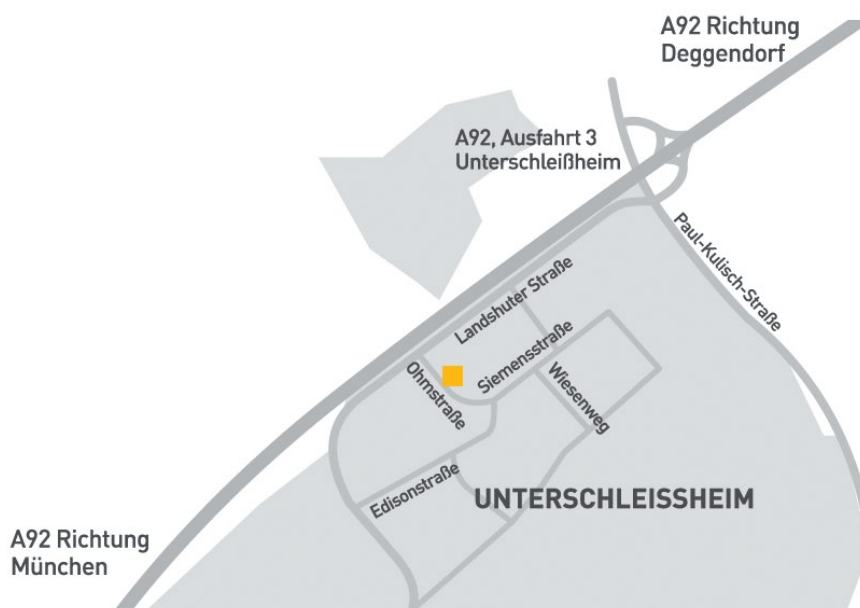 A92 Richtung
Deggendorf
A92, Ausfahrt 3
Unterschleißheim
Paul-Kulisch-Straße
Landshuter Straße
Siemensstraße
Ohmstraße
Wiesenweg
Edisonstraße
UNTERSCHLEISSHEIM
A92 Richtung
München